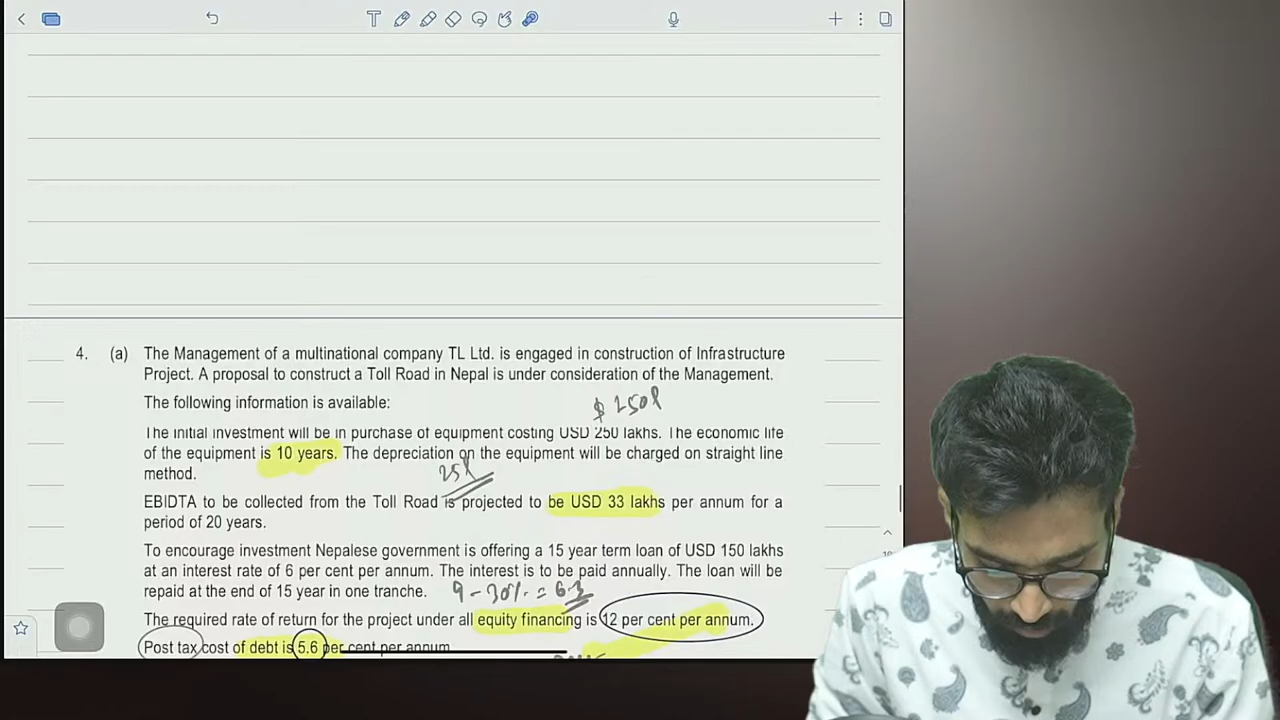 4. (a) The Management of a multinational company TL Ltd. is engaged in construction of Infrastructure
Project. A proposal to construct a Toll Road in Nepal is under consideration of the Management.
The following information is available:
$ 250l
The initial investment will be in purchase of equipment costing USD 250 lakhs. The economic life
of the equipment is 10 years. The depreciation on the equipment will be charged on straight line
method.
25l
EBIDTA to be collected from the Toll Road is projected to be USD 33 lakhs per annum for a
period of 20 years.
To encourage investment Nepalese government is offering a 15 year term loan of USD 150 lakhs
at an interest rate of 6 per cent per annum. The interest is to be paid annually. The loan will be
repaid at the end of 15 year in one tranche.
9 - 30% = 6.3
The required rate of return for the project under all equity financing is 12 per cent per annum.
Post tax cost of debt is 5.6 per cent per annum